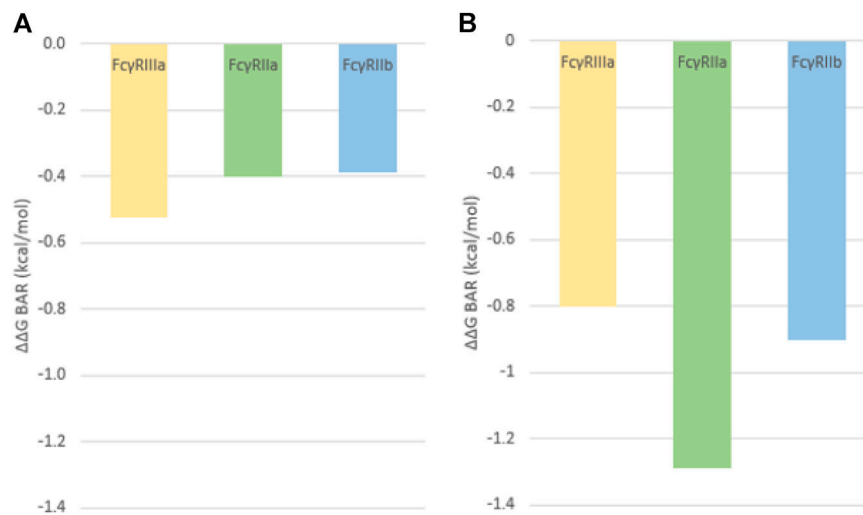 A
0.0
FcγRIIIa
FcγRIIa
FcγRIIb
-0.2
-0.4
-0.6
-0.8
-1.0
-1.2
-1.4
ΔΔG BAR (kcal/mol)
B
0
FcγRIIIa
FcγRIIa
FcγRIIb
-0.2
-0.4
-0.6
-0.8
-1
-1.2
-1.4
ΔΔG BAR (kcal/mol)